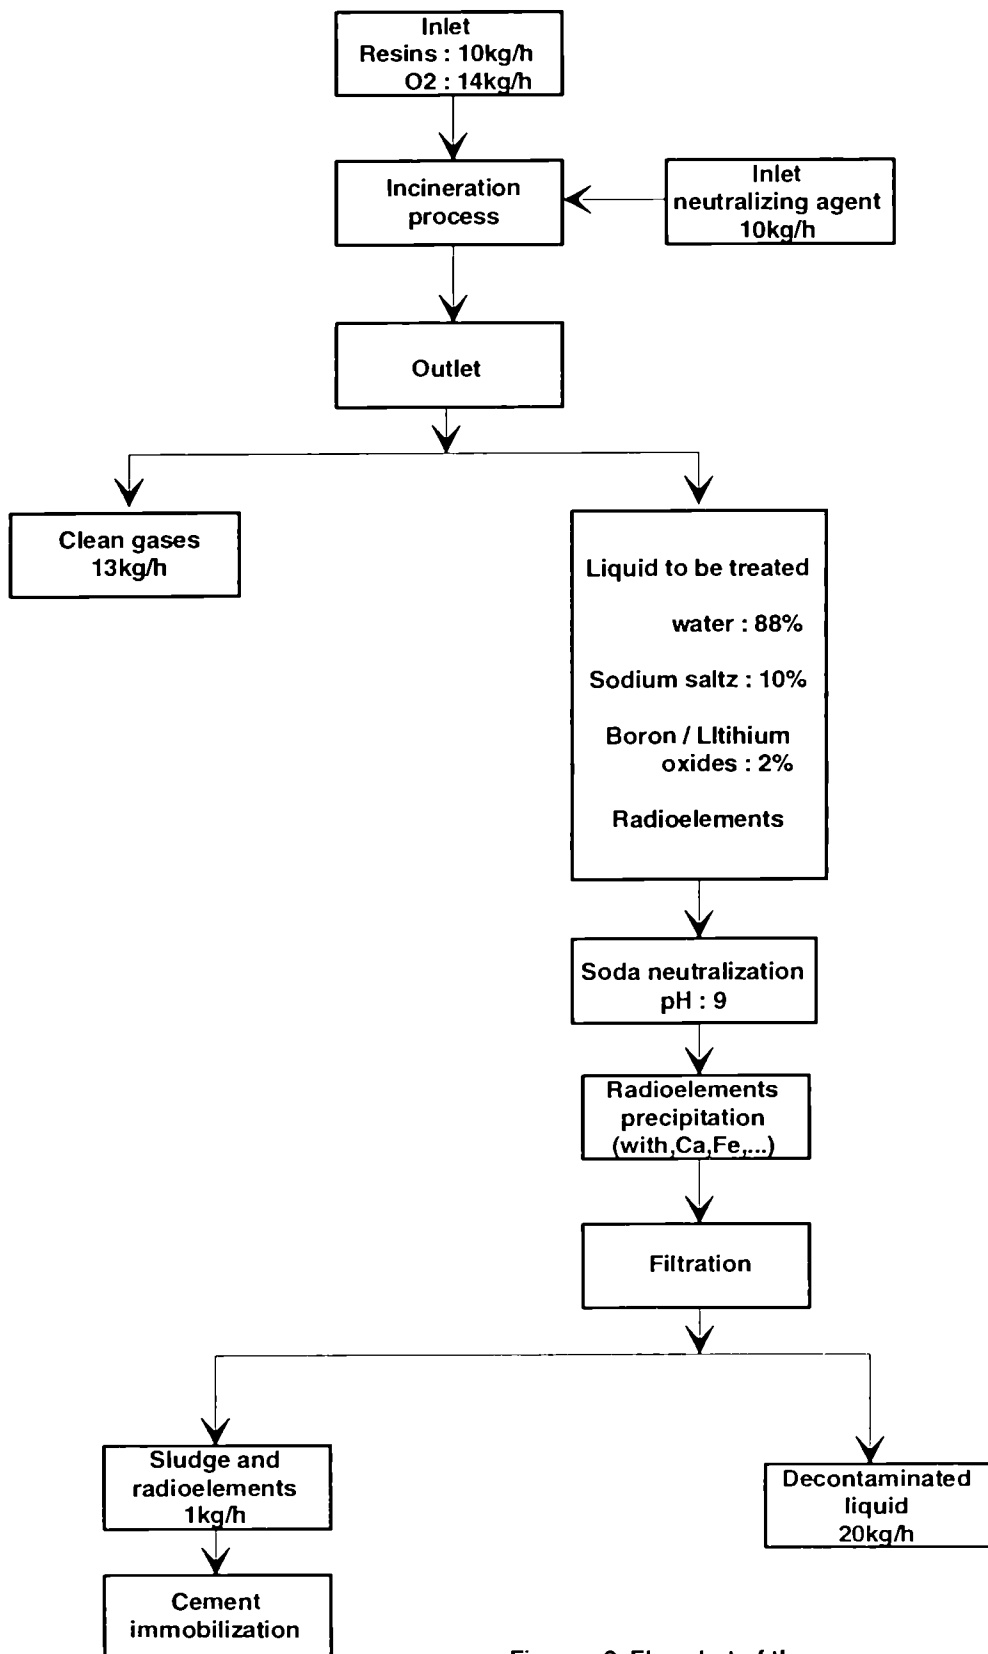 Inlet
Resins : 10kg/h
O2 : 14kg/h
Incineration
process
Inlet
neutralizing agent
10kg/h
Outlet
Clean gases
13kg/h
Liquid to be treated
water : 88%
Sodium saltz : 10%
Boron / LItihium
oxides : 2%
Radioelements
Soda neutralization
pH : 9
Radioelements
precipitation
(with,Ca,Fe,...)
Filtration
Sludge and
radioelements
1kg/h
Decontaminated
liquid
20kg/h
Cement
immobilization